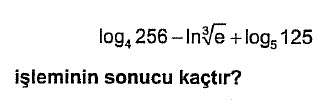 log₄ 256 – ln∛e + log₅ 125
işleminin sonucu kaçtır?